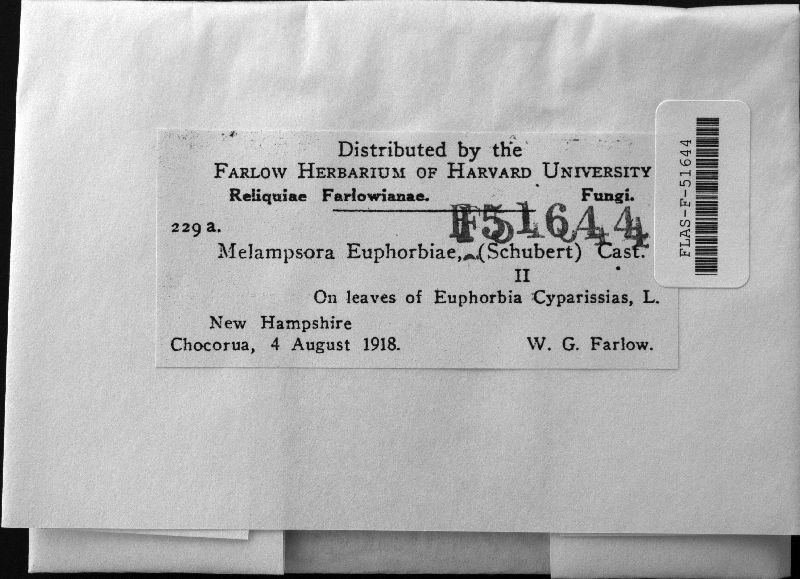 Distributed by the
FARLOW HERBARIUM OF HARVARD UNIVERSITY
Reliquiae Farlowianae. Fungi.
F51644
229 a.
Melampsora Euphorbiae, (Schubert) Cast.
II
On leaves of Euphorbia Cyparissias, L.
New Hampshire
Chocorua, 4 August 1918. W. G. Farlow.
FLAS-F-51644